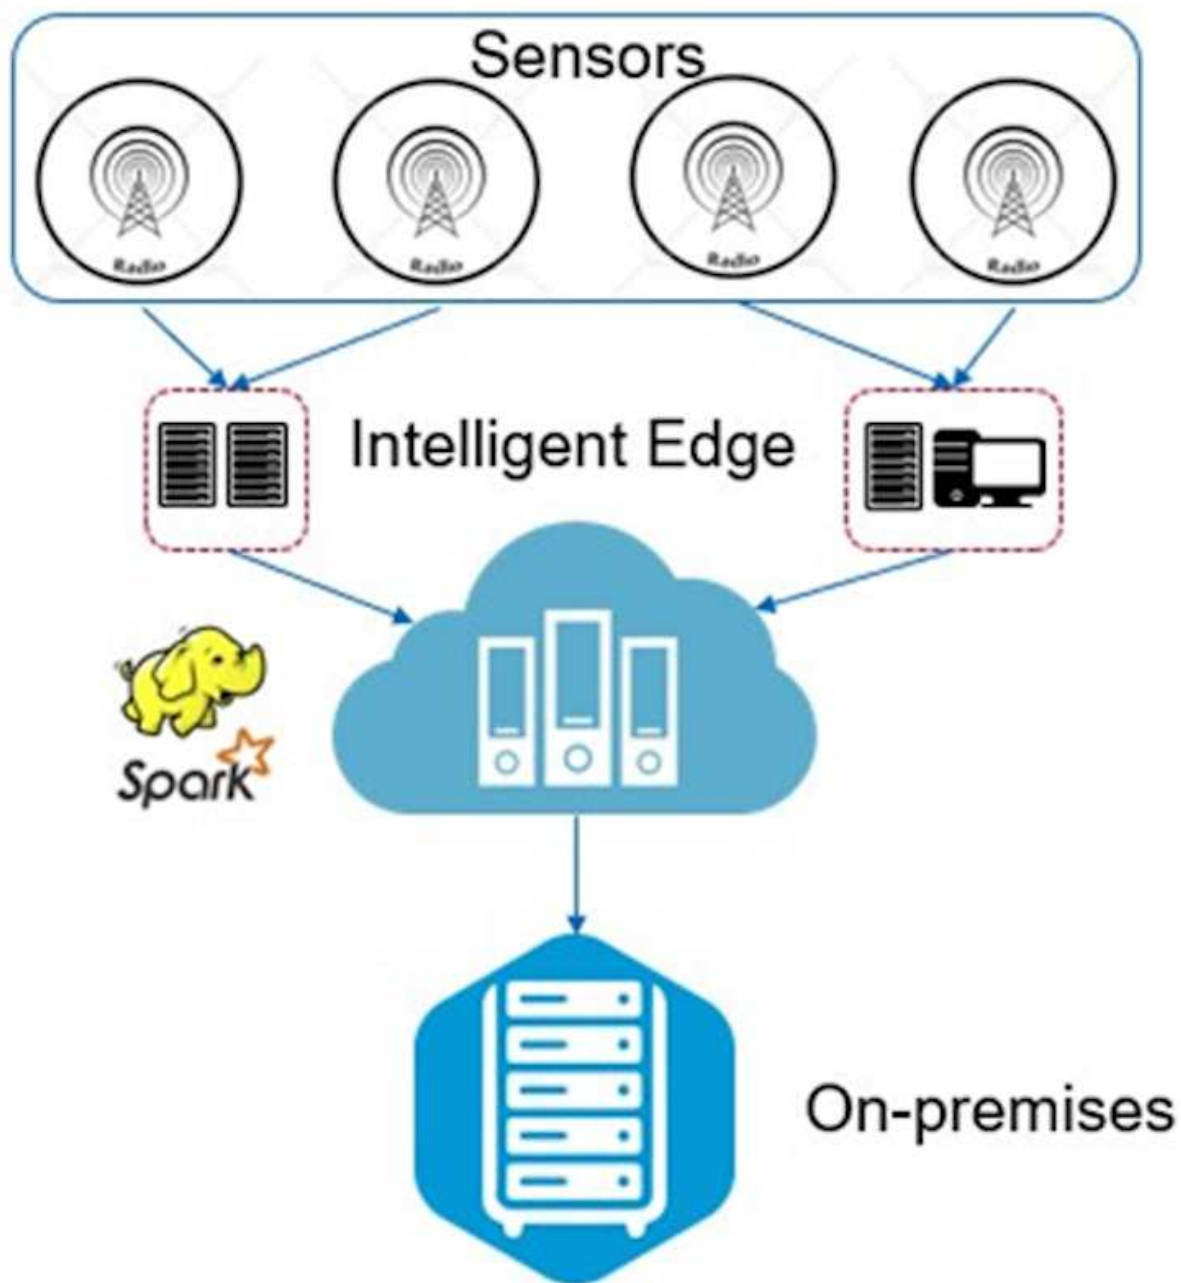 Sensors
Radio
Radio
Radio
Radio
Intelligent Edge
Spark
On-premises